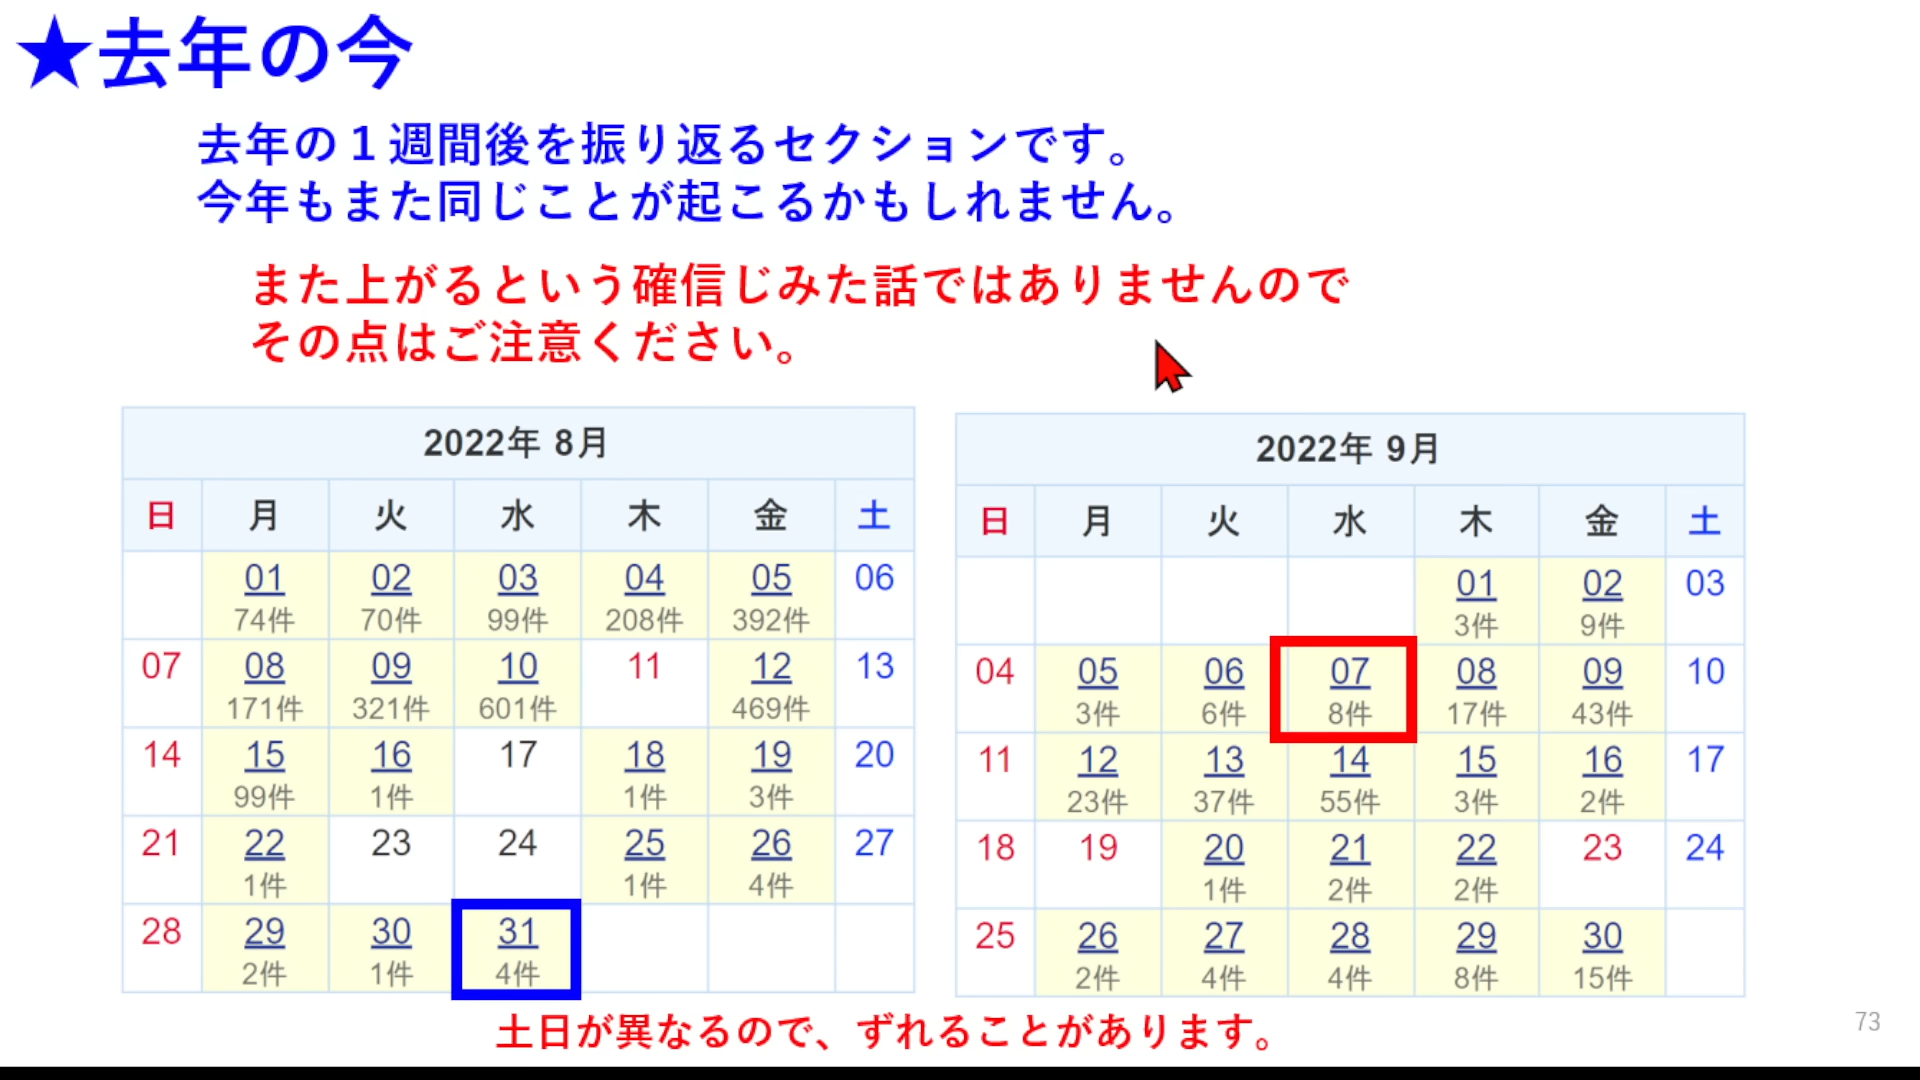 ★去年の今
去年の１週間後を振り返るセクションです。
今年もまた同じことが起こるかもしれません。
また上がるという確信じみた話ではありませんので
その点はご注意ください。
2022年 8月
日 月 火 水 木 金 土
01 02 03 04 05 06
74件 70件 99件 208件 392件
07 08 09 10 11 12 13
171件 321件 601件 469件
14 15 16 17 18 19 20
99件 1件 1件 3件
21 22 23 24 25 26 27
1件 1件 4件
28 29 30 31
2件 1件 4件
2022年 9月
日 月 火 水 木 金 土
01 02 03
3件 9件
04 05 06 07 08 09 10
3件 6件 8件 17件 43件
11 12 13 14 15 16 17
23件 37件 55件 3件 2件
18 19 20 21 22 23 24
1件 2件 2件
25 26 27 28 29 30
2件 4件 4件 8件 15件
土日が異なるので、ずれることがあります。
73